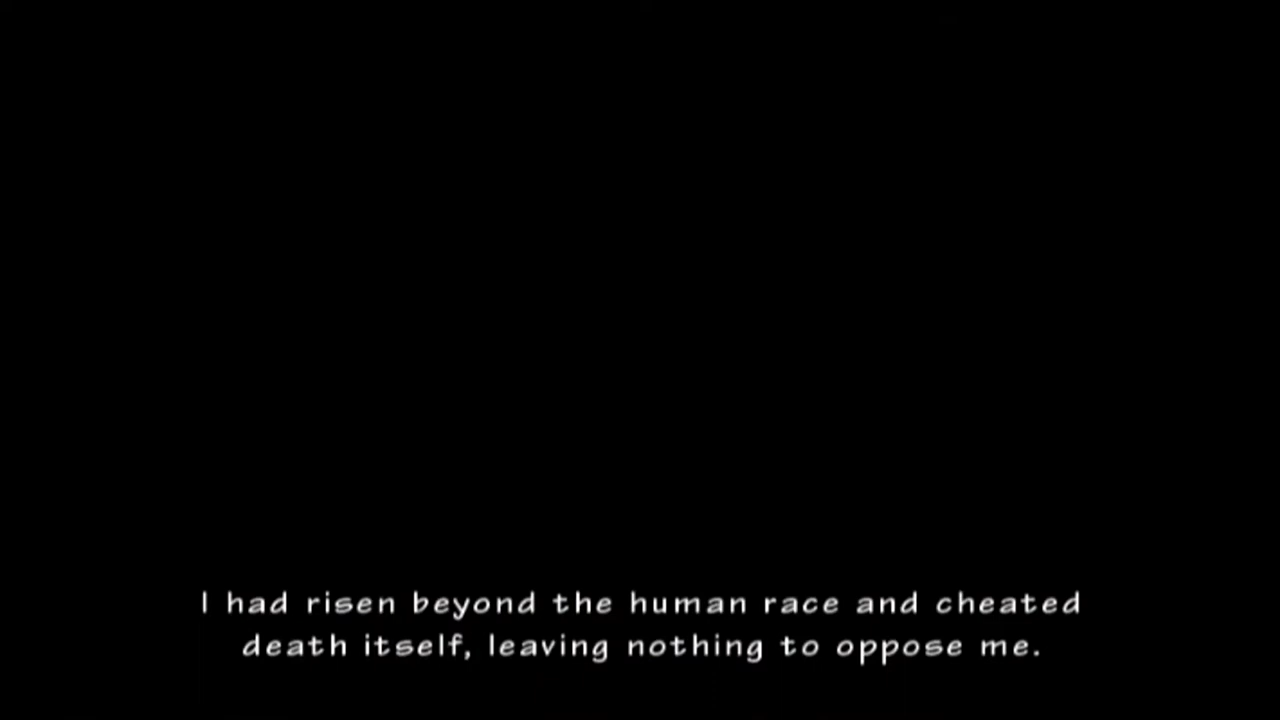 I had risen beyond the human race and cheated
death itself, leaving nothing to oppose me.